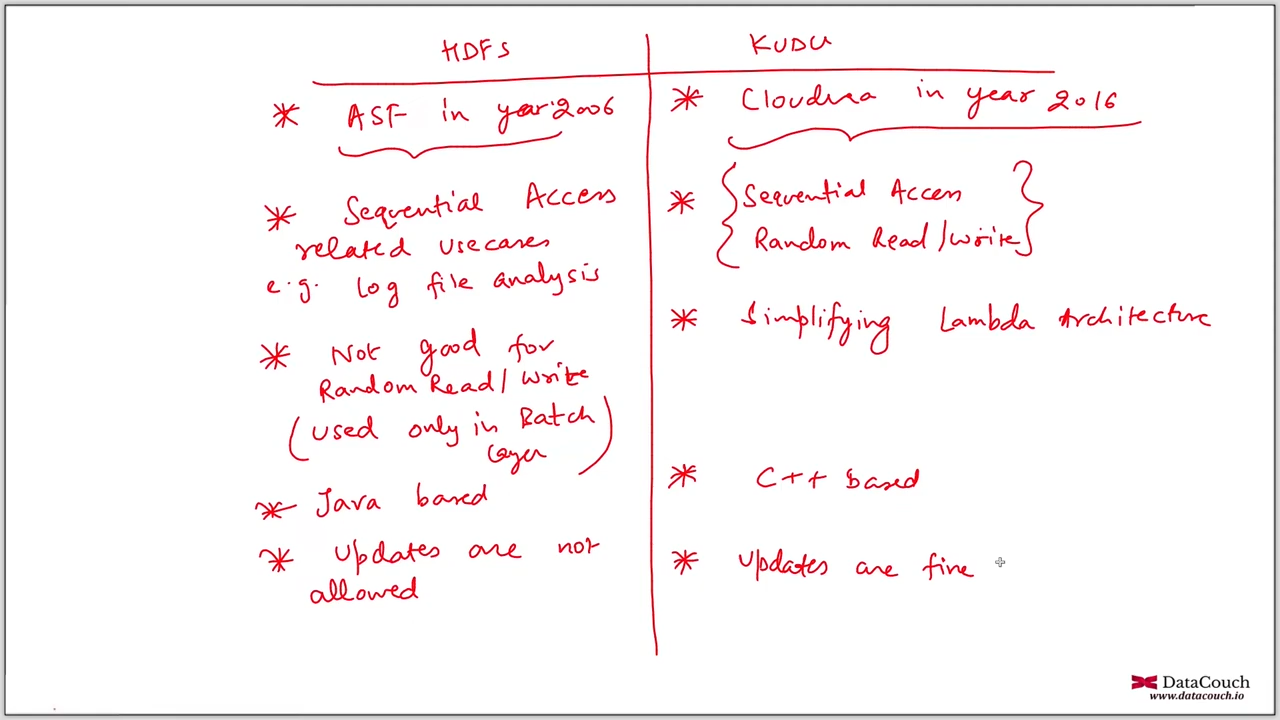 HDFS
* ASF in year 2006
* Sequential Access
related usecases
e.g. Log file analysis
* Not good for
Random Read/Write
(used only in Batch
layer)
* Java based
* Updates are not
allowed
KUDU
* Cloudera in year 2016
* {Sequential Access
Random Read/Write}
* Simplifying Lambda Architecture
* C++ based
* Updates are fine
DataCouch
www.datacouch.io